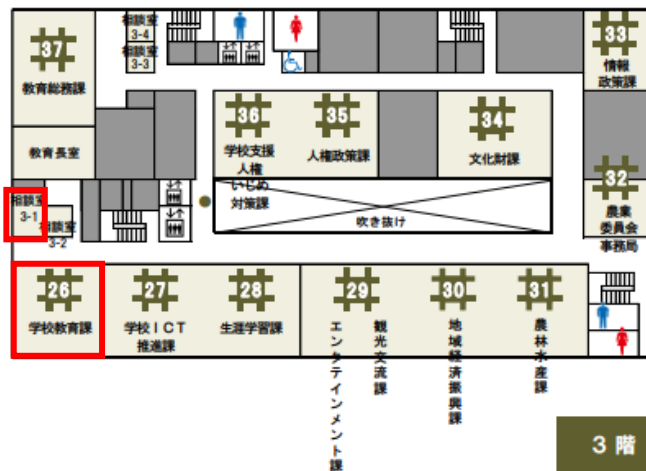 相談室
3-4
相談室
3-3
37
教育総務課
教育長室
相談室
3-1
相談室
3-2
36
学校支援
人権
いじめ
対策課
35
人権政策課
34
文化財課
33
情報
政策課
32
農業
委員会
事務局
吹き抜け
26
学校教育課
27
学校ICT
推進課
28
生涯学習課
29
観光交流課
エンタテインメント課
30
地域経済振興課
31
農林水産課
3階